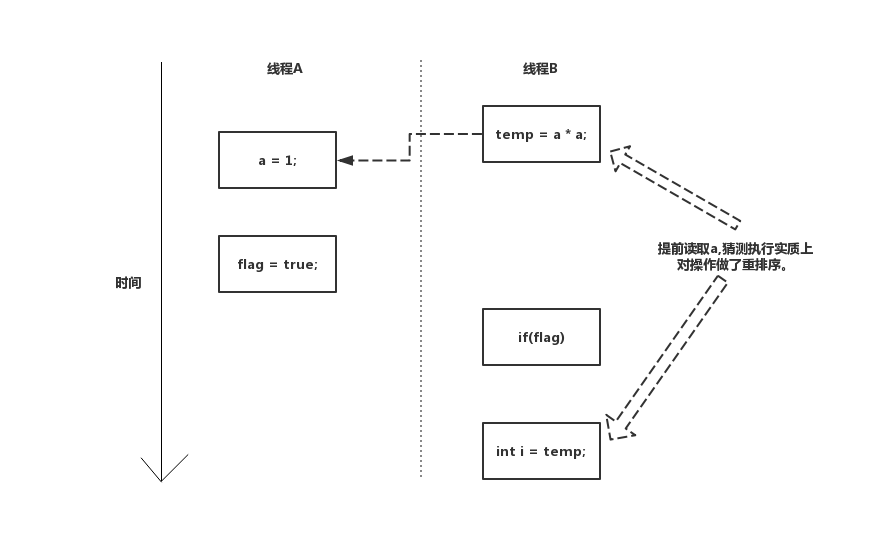 线程A
线程B
temp = a * a;
a = 1;
提前读取a,猜测执行实质上
对操作做了重排序。
flag = true;
时间
if(flag)
int i = temp;